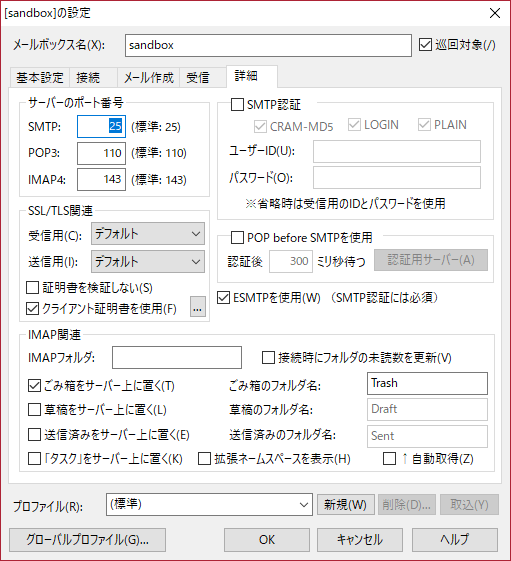 [sandbox]の設定
メールボックス名(X): sandbox 巡回対象(/)
基本設定 接続 メール作成 受信 詳細
サーバーのポート番号
SMTP: 25 (標準: 25)
POP3: 110 (標準: 110)
IMAP4: 143 (標準: 143)
SMTP認証
CRAM-MD5 LOGIN PLAIN
ユーザーID(U):
パスワード(O):
※省略時は受信用のIDとパスワードを使用
SSL/TLS関連
受信用(C): デフォルト
送信用(I): デフォルト
証明書を検証しない(S)
クライアント証明書を使用(F) ...
POP before SMTPを使用
認証後 300 ミリ秒待つ 認証用サーバー(A)
ESMTPを使用(W) (SMTP認証には必須)
IMAP関連
IMAPフォルダ: 接続時にフォルダの未読数を更新(V)
ごみ箱をサーバー上に置く(T) ごみ箱のフォルダ名: Trash
草稿をサーバー上に置く(L) 草稿のフォルダ名: Draft
送信済みをサーバー上に置く(E) 送信済みのフォルダ名: Sent
「タスク」をサーバー上に置く(K) 拡張ネームスペースを表示(H) ↑自動取得(Z)
プロファイル(R): (標準) 新規(W) 削除(D)... 取込(Y)
グローバルプロファイル(G)... OK キャンセル ヘルプ